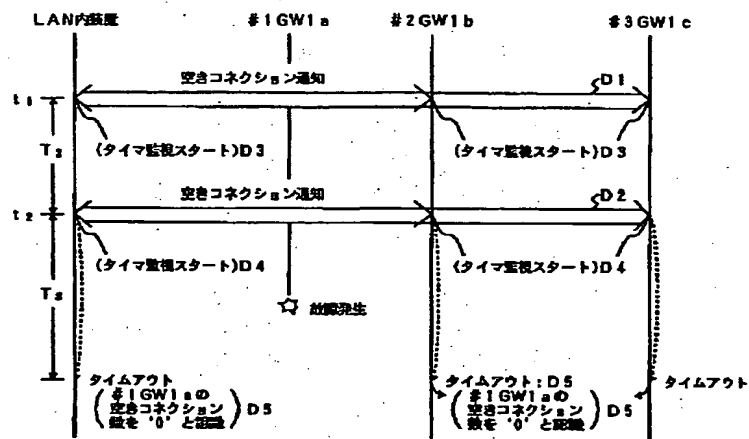 LAN内装置 #1GW1a #2GW1b #3GW1c
空きコネクション通知 D1
t₁
(タイマ監視スタート)D3 (タイマ監視スタート)D3
T₂
空きコネクション通知 D2
t₂
(タイマ監視スタート)D4 (タイマ監視スタート)D4
故障発生
タイムアウト タイムアウト:D5 タイムアウト
(#1GW1aの (#1GW1aの
空きコネクション D5 空きコネクション D5
数を'0'と認識) 数を'0'と認識)